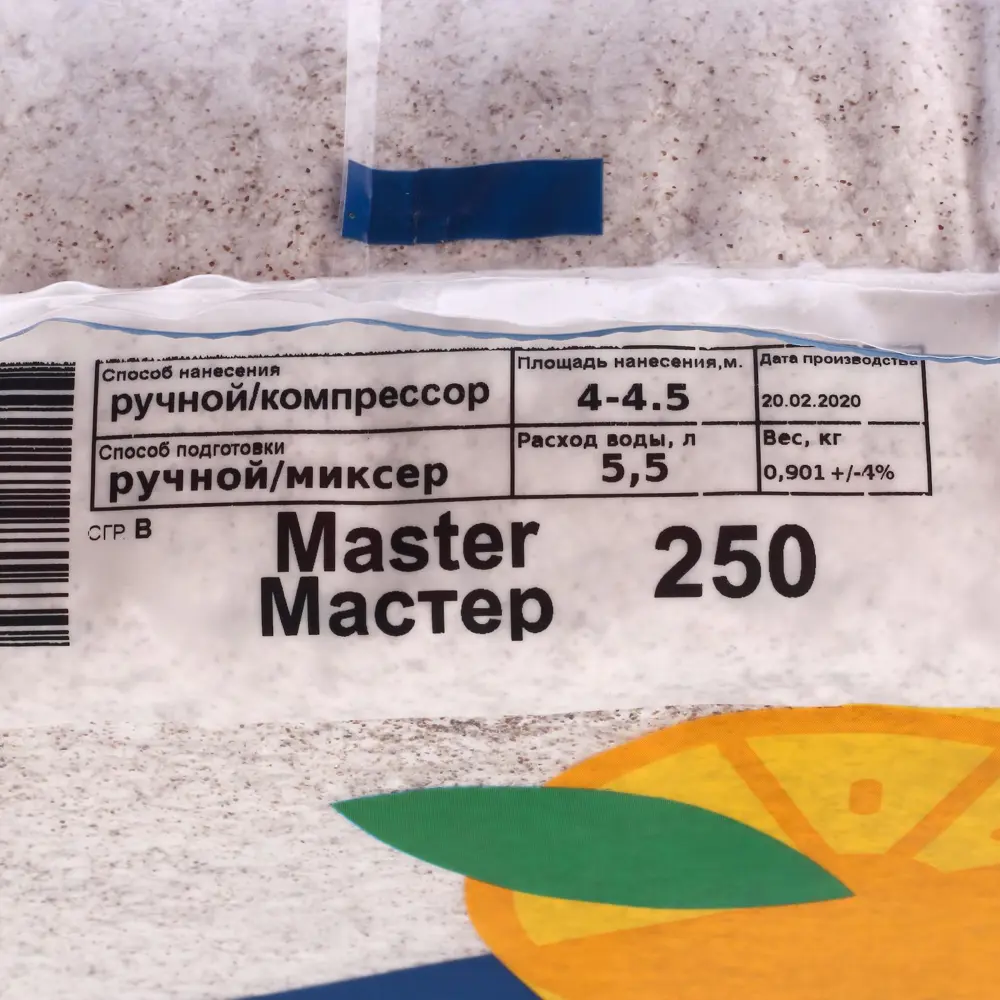 Способ нанесения
ручной/компрессор
Площадь нанесения,м.
4-4.5
Дата производства
20.02.2020
Способ подготовки
ручной/миксер
Расход воды, л
5,5
Вес, кг
0,901 +/-4%
СГР. В
Master
Мастер
250